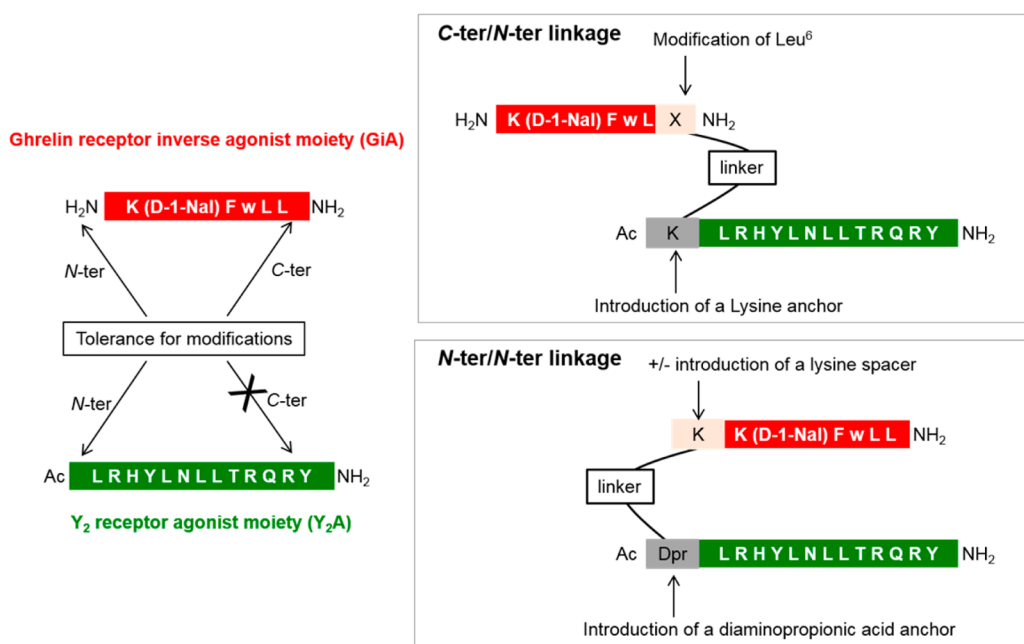 Ghrelin receptor inverse agonist moiety (GiA)
H₂N K (D-1-Nal) F w L L NH₂
N-ter C-ter
Tolerance for modifications
N-ter C-ter
Ac L R H Y L N L L T R Q R Y NH₂
Y₂ receptor agonist moiety (Y₂A)
C-ter/N-ter linkage
Modification of Leu⁶
H₂N K (D-1-Nal) F w L X NH₂
linker
Ac K L R H Y L N L L T R Q R Y NH₂
Introduction of a Lysine anchor
N-ter/N-ter linkage
+/- introduction of a lysine spacer
K K (D-1-Nal) F w L L NH₂
linker
Ac Dpr L R H Y L N L L T R Q R Y NH₂
Introduction of a diaminopropionic acid anchor